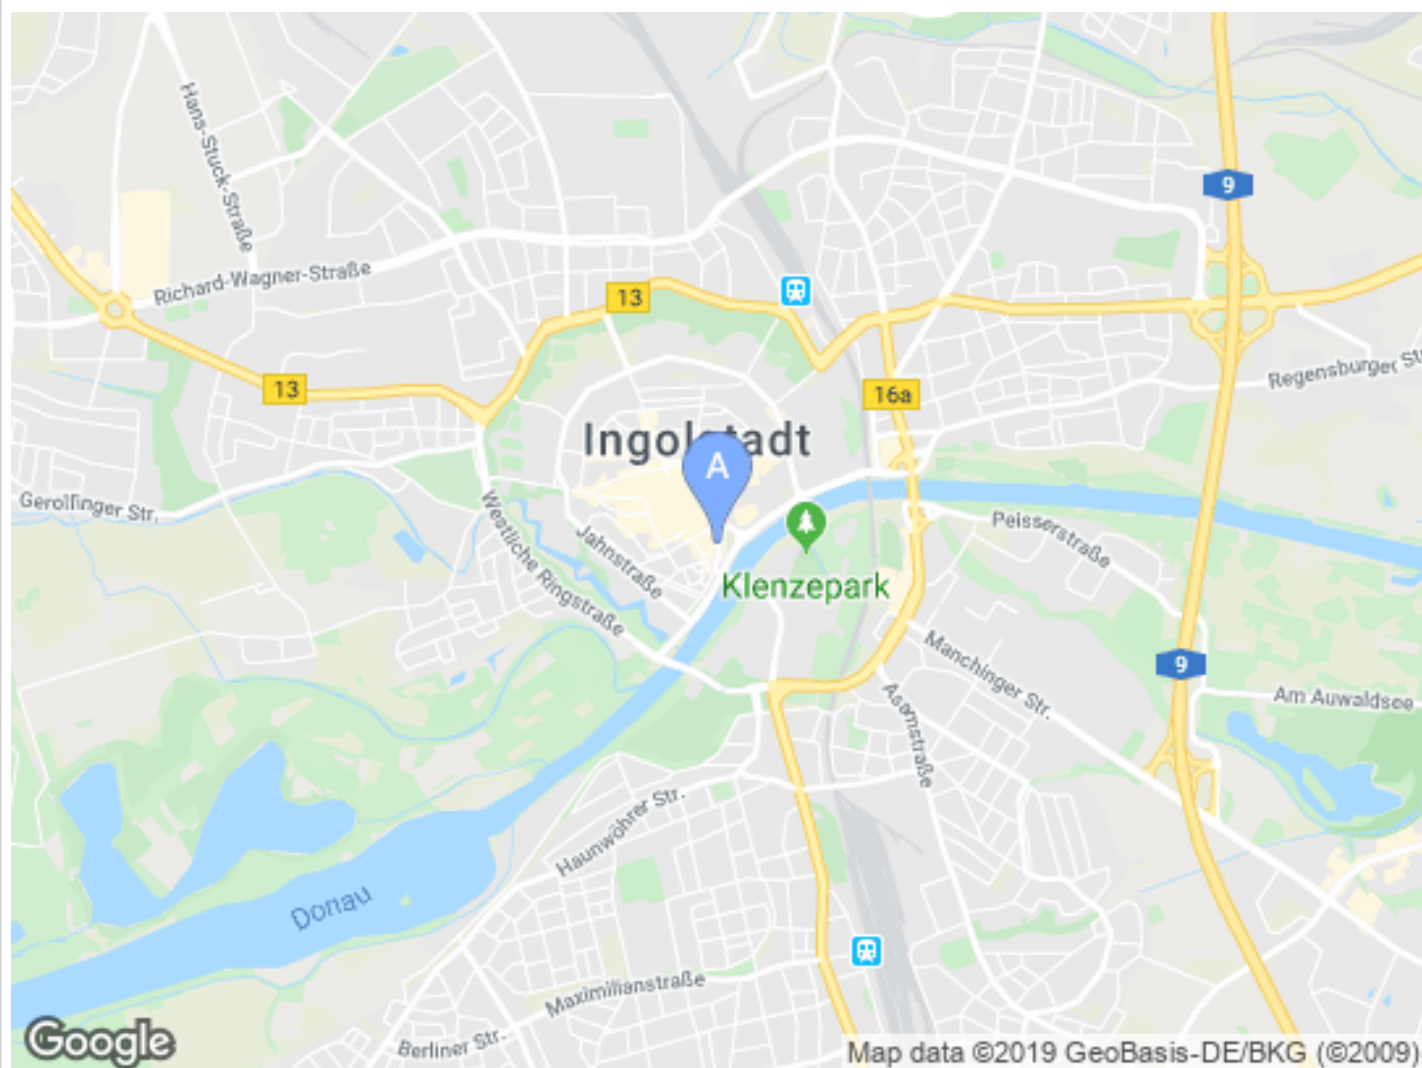 Hans-Stuck-Straße
9
Richard-Wagner-Straße
13
13
16a
Regensburger Str
Ingolstadt
A
Gerolfinger Str.
Westliche Ringstraße
Jahnstraße
Peisserstraße
Klenzepark
Manchinger Str.
9
Am Auwaldsee
Asamstraße
Haunwöhrer Str.
Donau
Maximilianstraße
Berliner Str.
Google
Map data ©2019 GeoBasis-DE/BKG (©2009)